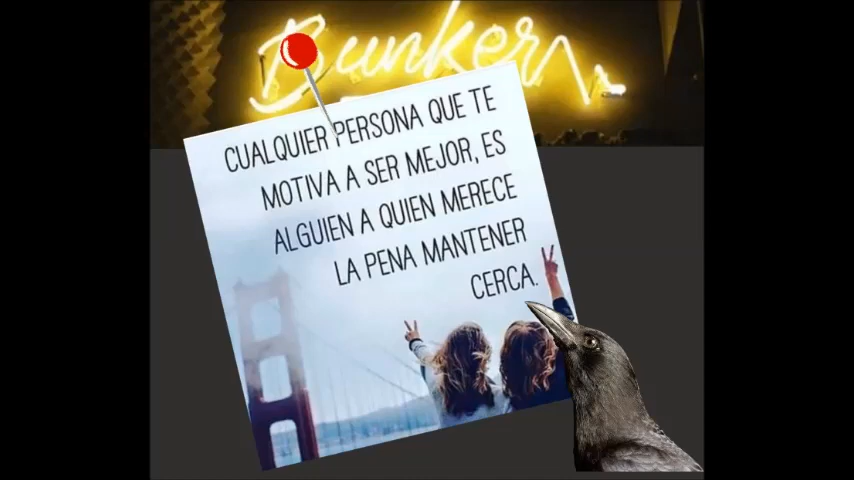 Bunker
CUALQUIER PERSONA QUE TE
MOTIVA A SER MEJOR, ES
ALGUIEN A QUIEN MERECE
LA PENA MANTENER
CERCA.